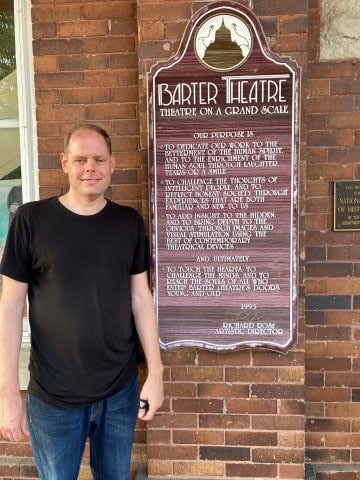 BARTER THEATRE
THEATRE ON A GRAND SCALE
OUR PURPOSE IS
• TO DEDICATE OUR WORK TO THE
BETTERMENT OF THE HUMAN SPIRIT,
AND TO THE ENRICHMENT OF THE
HUMAN SOUL THROUGH LAUGHTER,
TEARS OR A SMILE
• TO CHALLENGE THE THOUGHTS OF
INTELLIGENT PEOPLE, AND TO
REFLECT HONEST SOCIETY THROUGH
EXPERIENCES THAT ARE BOTH
FAMILIAR AND NEW TO US
• TO ADD INSIGHT TO THE HIDDEN,
AND TO BRING DEPTH TO THE
OBVIOUS, THROUGH IMAGES AND
VISUAL STIMULATION USING THE
BEST OF CONTEMPORARY
THEATRICAL DEVICES
AND ULTIMATELY
• TO TOUCH THE HEARTS, TO
CHALLENGE THE MINDS, AND TO
REACH THE SOULS OF ALL WHO
ENTER BARTER THEATRE'S DOORS,
YOUNG AND OLD
1993
RICHARD ROSE
ARTISTIC DIRECTOR
NATIONAL
OF HIS